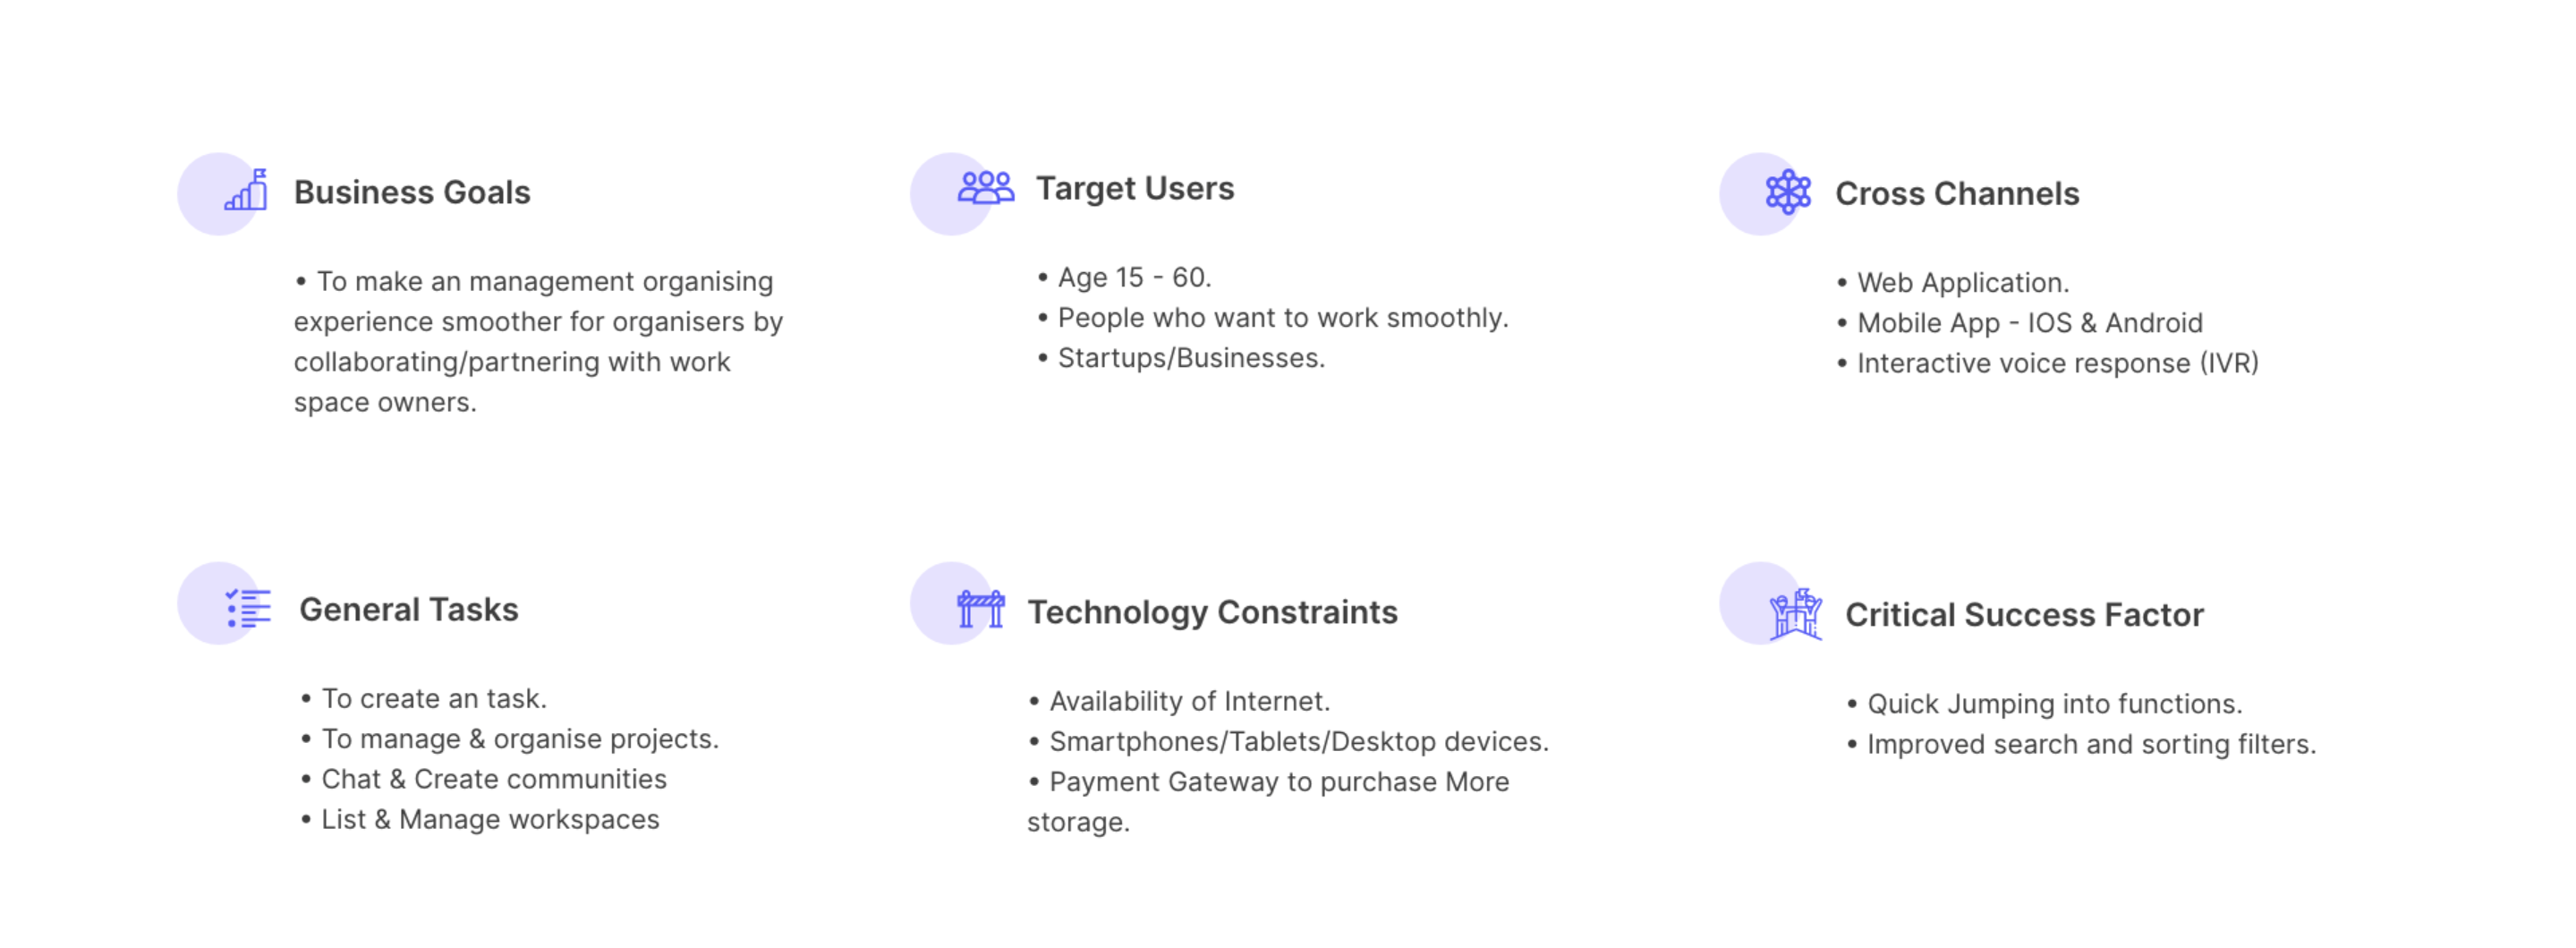 Business Goals
• To make an management organising
experience smoother for organisers by
collaborating/partnering with work
space owners.
Target Users
• Age 15 - 60.
• People who want to work smoothly.
• Startups/Businesses.
Cross Channels
• Web Application.
• Mobile App - IOS & Android
• Interactive voice response (IVR)
General Tasks
• To create an task.
• To manage & organise projects.
• Chat & Create communities
• List & Manage workspaces
Technology Constraints
• Availability of Internet.
• Smartphones/Tablets/Desktop devices.
• Payment Gateway to purchase More
storage.
Critical Success Factor
• Quick Jumping into functions.
• Improved search and sorting filters.